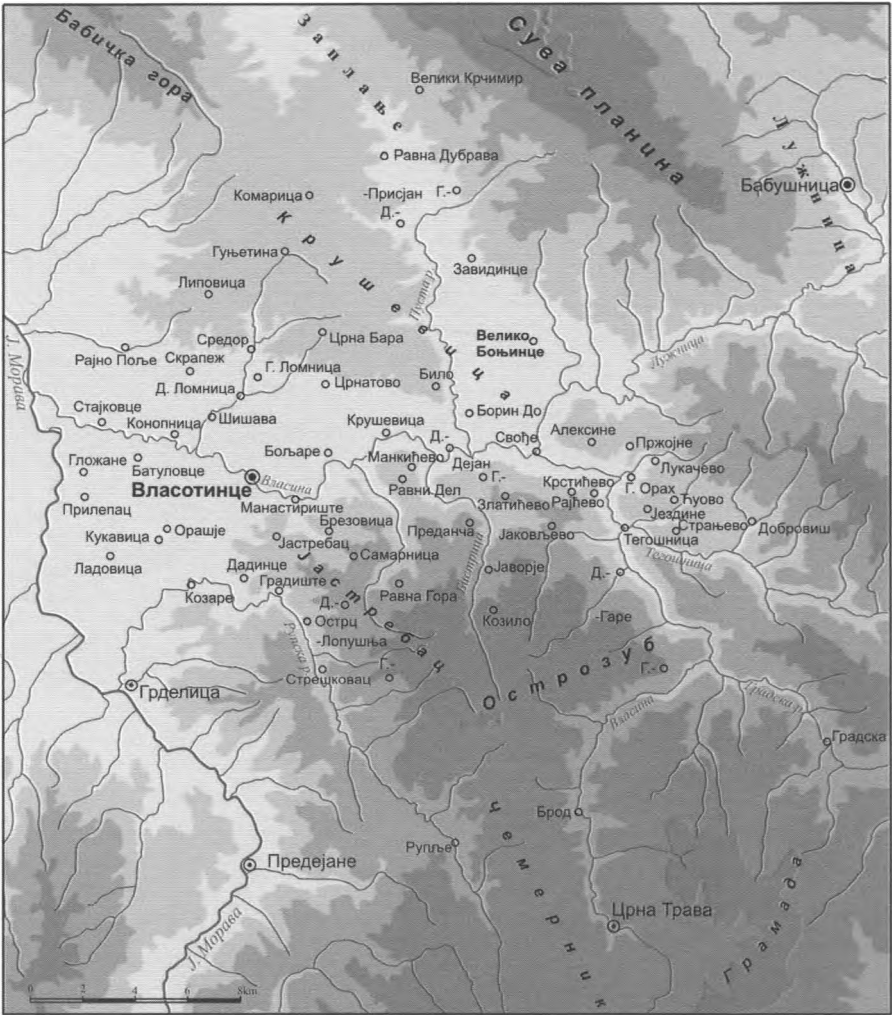 Бабичка гора
Заплање
Сува планина
Велики Крчимир
Лужница
Равна Дубрава
Бабушница
Комарица
-Присјан
Г.-
Д.-
Крушевица
Гуњетина
Завидинце
Липовица
Пуста р.
Ј. Морава
Рајно Поље
Скрапеж
Средор
Црна Бара
Велико
Боњинце
Лужница
Г. Ломница
Било
Д. Ломница
Црнатово
Стајковце
Шишава
Борин До
Конопница
Крушевица
Алексине
Пржојне
Д.-
Свође
Гложане
Батуловце
Бољаре
Манкићево
Дејан
Лукачево
Власотинце
Власина
Равни Дел
Г.-
Крстићево
Г. Орах
Прилепац
Манастириште
Златићево
Рајћево
Ћуово
Јездине
Кукавица
Орашје
Брезовица
Преданча
Јаковљево
Страњево
Добровиш
Јастребац
Тегошница
Ладовица
Самарница
Бистрица
Тегошница
Дадинце
Јаворје
Д.-
Козаре
Градиште
Јастребац
Равна Гора
Д.-
Острц
Козило
-Гаре
Рупска р.
-Лопушња
Острозуб
Г.-
Стрешковац
Г.-
Грделица
Власина
Градска р.
Градска
Чемерник
Брод
Рупље
Предејане
Грамада
Црна Трава
Ј. Морава
0 2 4 8km